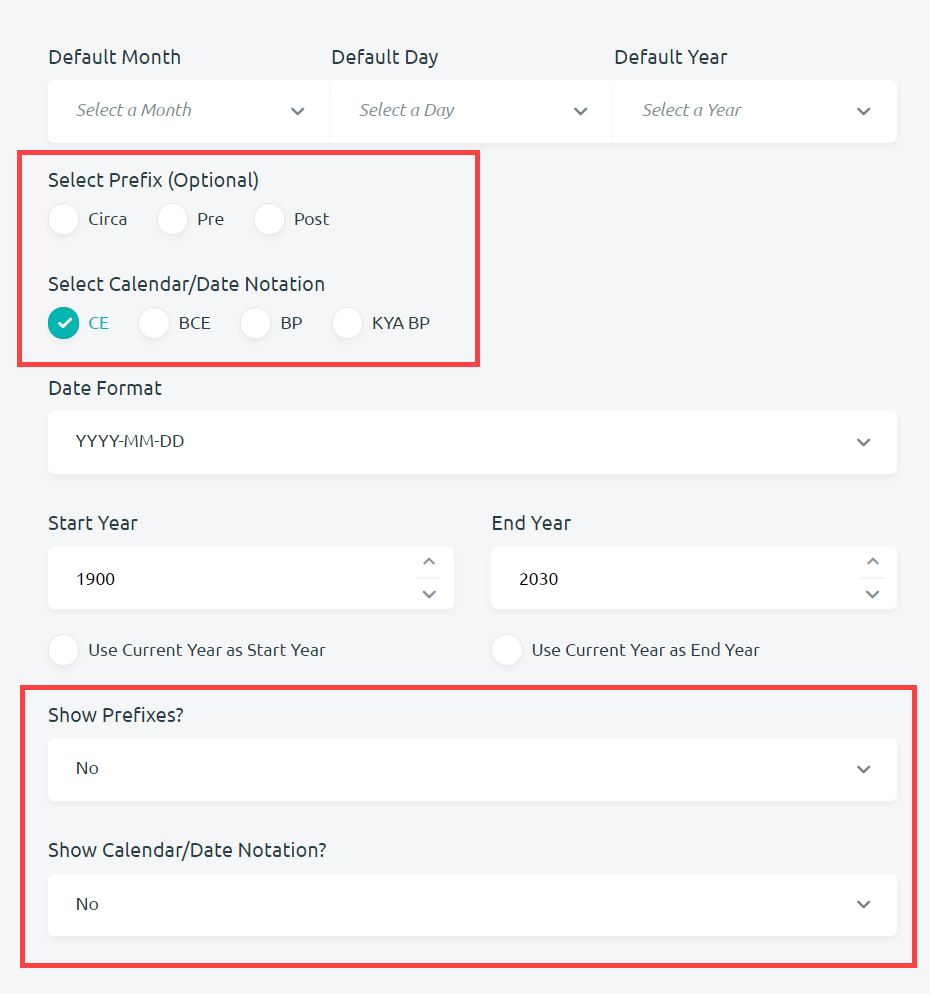 Default Month Default Day Default Year
Select a Month Select a Day Select a Year
Select Prefix (Optional)
Circa Pre Post
Select Calendar/Date Notation
CE BCE BP KYA BP
Date Format
YYYY-MM-DD
Start Year End Year
1900 2030
Use Current Year as Start Year Use Current Year as End Year
Show Prefixes?
No
Show Calendar/Date Notation?
No